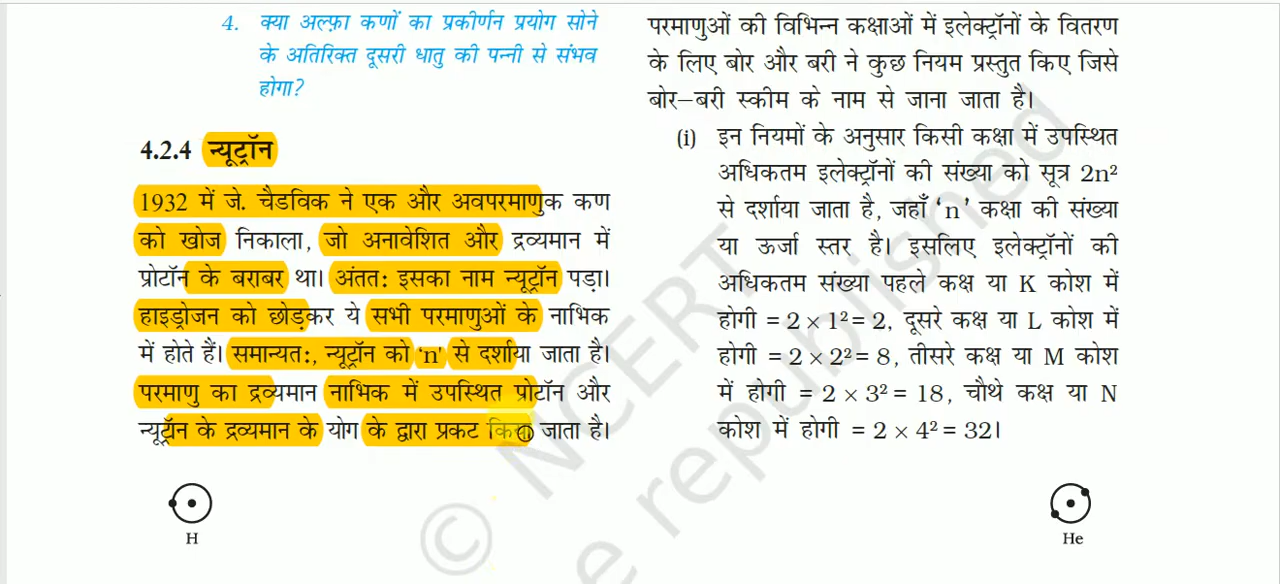 4. क्या अल्फ़ा कणों का प्रकीर्णन प्रयोग सोने
के अतिरिक्त दूसरी धातु की पन्नी से संभव
होगा?
4.2.4 न्यूट्रॉन
1932 में जे. चैडविक ने एक और अवपरमाणुक कण
को खोज निकाला, जो अनावेशित और द्रव्यमान में
प्रोटॉन के बराबर था। अंततः इसका नाम न्यूट्रॉन पड़ा।
हाइड्रोजन को छोड़कर ये सभी परमाणुओं के नाभिक
में होते हैं। समान्यतः, न्यूट्रॉन को ‘n’ से दर्शाया जाता है।
परमाणु का द्रव्यमान नाभिक में उपस्थित प्रोटॉन और
न्यूट्रॉन के द्रव्यमान के योग के द्वारा प्रकट किया जाता है।
परमाणुओं की विभिन्न कक्षाओं में इलेक्ट्रॉनों के वितरण
के लिए बोर और बरी ने कुछ नियम प्रस्तुत किए जिसे
बोर–बरी स्कीम के नाम से जाना जाता है।
(i) इन नियमों के अनुसार किसी कक्षा में उपस्थित
अधिकतम इलेक्ट्रॉनों की संख्या को सूत्र 2n²
से दर्शाया जाता है, जहाँ ‘n’ कक्षा की संख्या
या ऊर्जा स्तर है। इसलिए इलेक्ट्रॉनों की
अधिकतम संख्या पहले कक्ष या K कोश में
होगी = 2 × 1² = 2, दूसरे कक्ष या L कोश में
होगी = 2 × 2² = 8, तीसरे कक्ष या M कोश
में होगी = 2 × 3² = 18, चौथे कक्ष या N
कोश में होगी = 2 × 4² = 32।
H
He
© NCERT
e republished